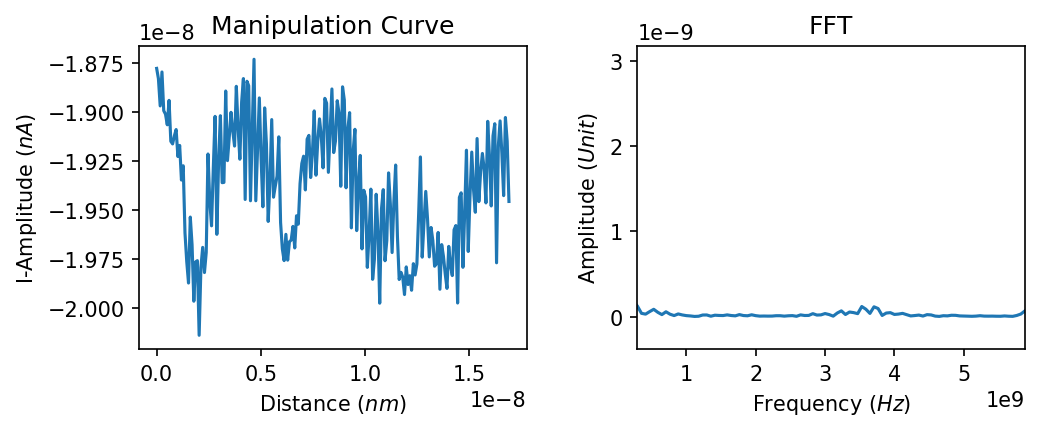 Manipulation Curve
1e−8
−1.875
−1.900
−1.925
−1.950
−1.975
−2.000
I-Amplitude (nA)
0.0 0.5 1.0 1.5
Distance (nm)
1e−8
FFT
1e−9
3
2
1
0
Amplitude (Unit)
1 2 3 4 5
Frequency (Hz)
1e9